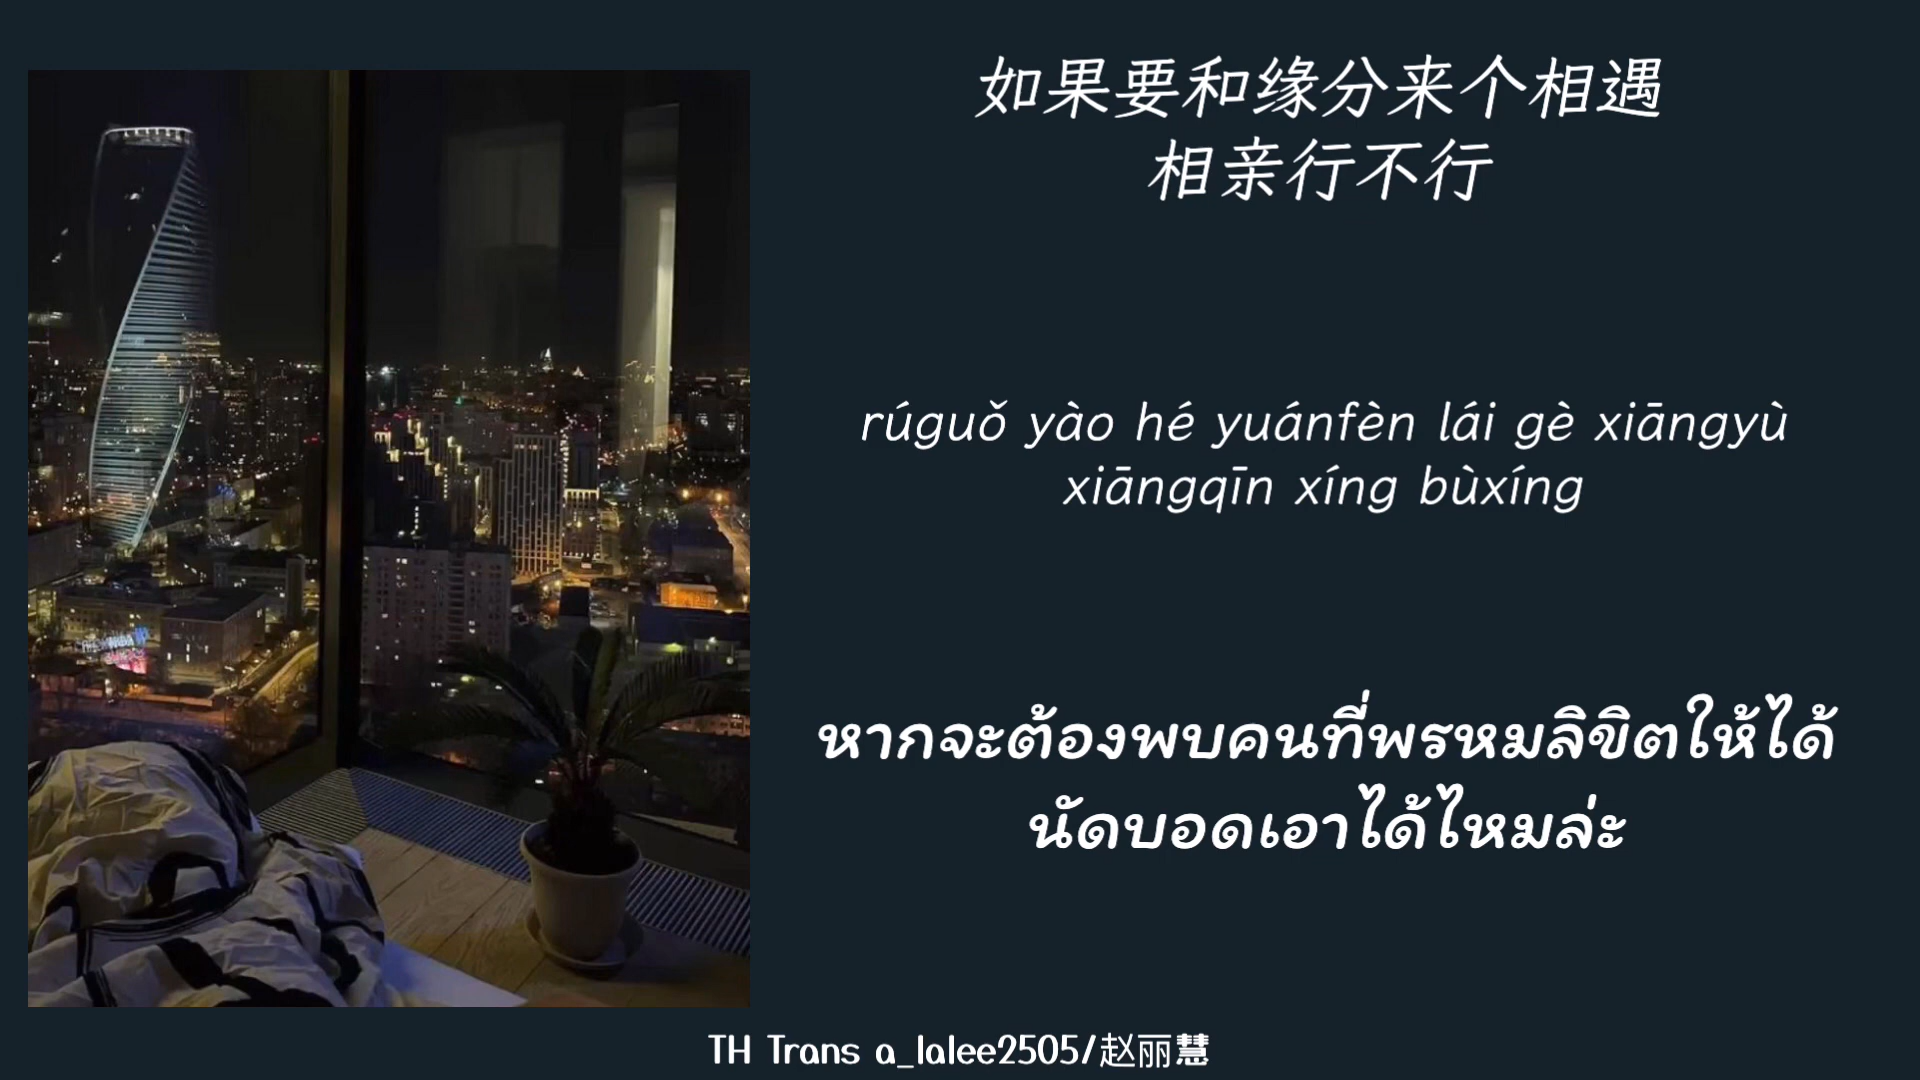 如果要和缘分来个相遇
相亲行不行
rúguǒ yào hé yuánfèn lái gè xiāngyù
xiāngqīn xíng bùxíng
หากจะต้องพบคนที่พรหมลิขิตให้ได้
นัดบอดเอาได้ไหมล่ะ
TH Trans a_lalee2505/赵丽慧